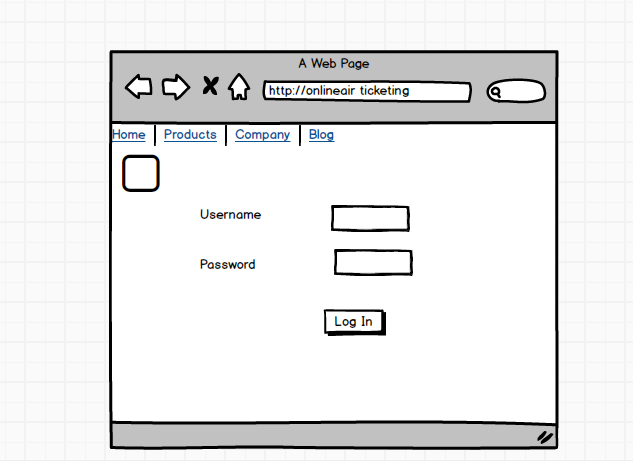 A Web Page
http://onlineair ticketing
Home Products Company Blog
Username
Password
Log In